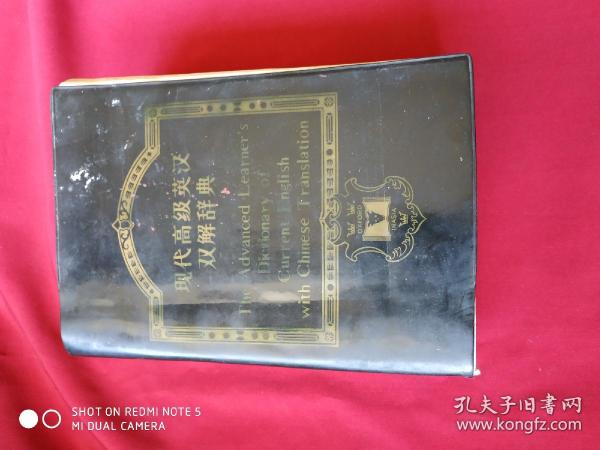 现代高级英汉
双解辞典
The Advanced Learner's
Dictionary of
Current English
with Chinese Translation
OXFORD
SHOT ON REDMI NOTE 5
MI DUAL CAMERA
孔夫子旧书网
www.kongfz.com